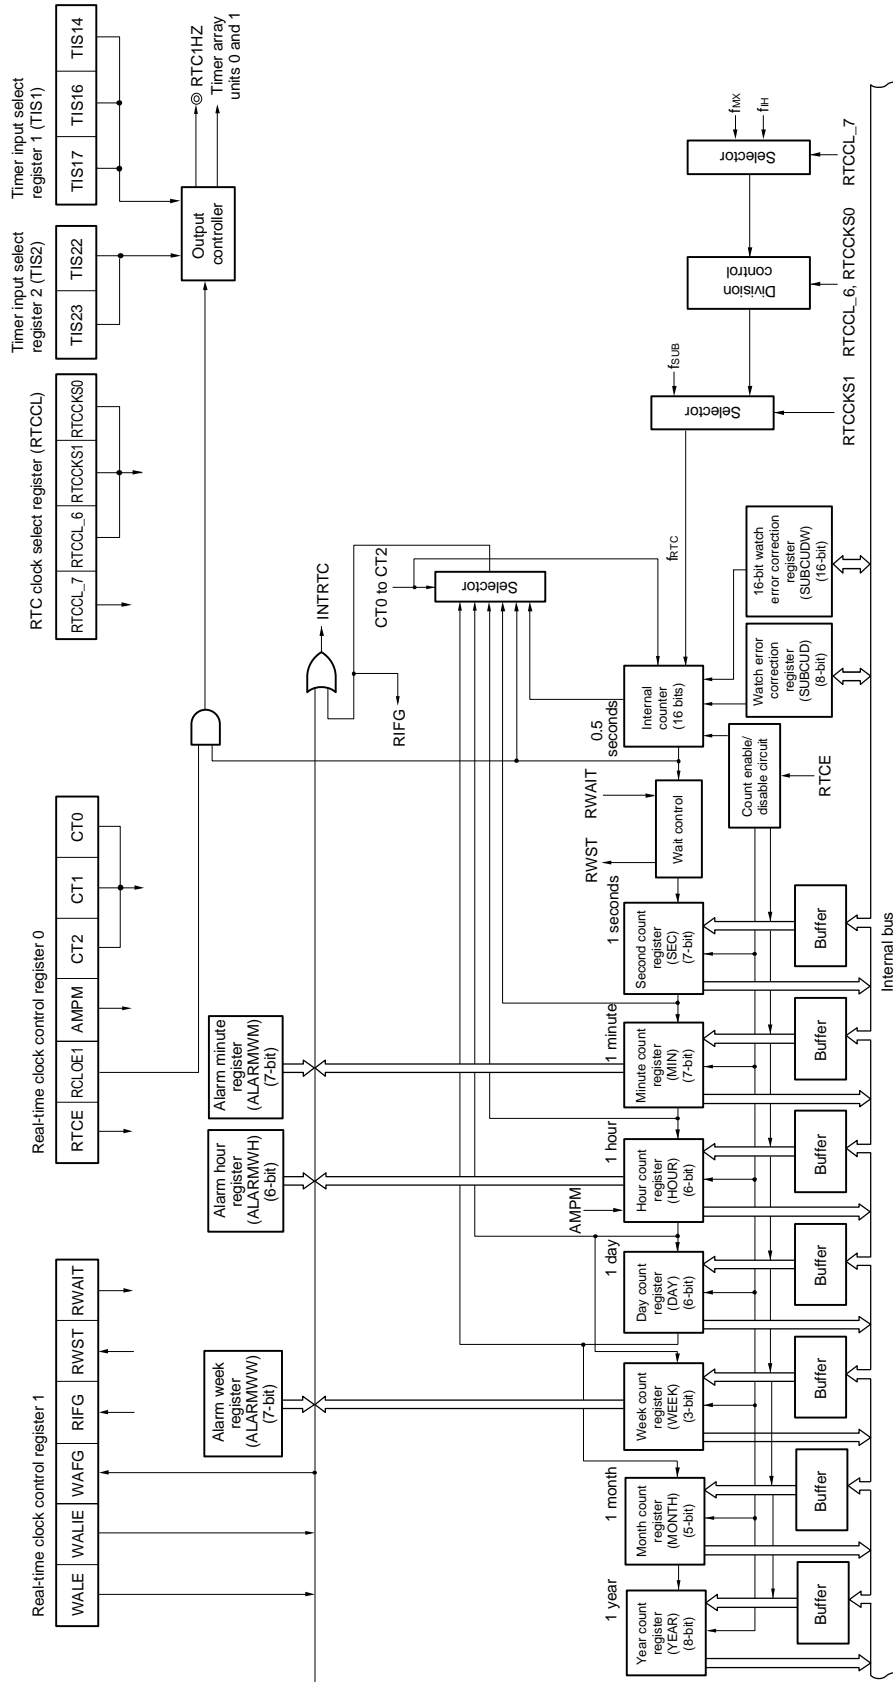 Real-time clock control register 1
WALE
WALIE
WAFG
RIFG
RWST
RWAIT
Real-time clock control register 0
RTCE
RCLOE1
AMPM
CT2
CT1
CT0
RTC clock select register (RTCCL)
RTCCL_7
RTCCL_6
RTCCKS1
RTCCKS0
Timer input select
register 2 (TIS2)
TIS23
TIS22
Timer input select
register 1 (TIS1)
TIS17
TIS16
TIS14
Output
controller
RTC1HZ
Timer array
units 0 and 1
Alarm week
register
(ALARMWW)
(7-bit)
Alarm hour
register
(ALARMWH)
(6-bit)
Alarm minute
register
(ALARMWM)
(7-bit)
INTRTC
RIFG
CT0 to CT2
Selector
1 year
1 month
1 day
1 hour
1 minute
1 seconds
0.5
seconds
AMPM
RWST
RWAIT
Year count
register
(YEAR)
(8-bit)
Month count
register
(MONTH)
(5-bit)
Week count
register
(WEEK)
(3-bit)
Day count
register
(DAY)
(6-bit)
Hour count
register
(HOUR)
(6-bit)
Minute count
register
(MIN)
(7-bit)
Second count
register
(SEC)
(7-bit)
Wait control
Internal
counter
(16 bits)
fRTC
fSUB
Selector
RTCCKS1
Division
control
RTCCL_6, RTCCKS0
fMX
fIH
Selector
RTCCL_7
Count enable/
disable circuit
RTCE
Watch error
correction
register
(SUBCUD)
(8-bit)
16-bit watch
error correction
register
(SUBCUDW)
(16-bit)
Buffer
Buffer
Buffer
Buffer
Buffer
Buffer
Buffer
Internal bus